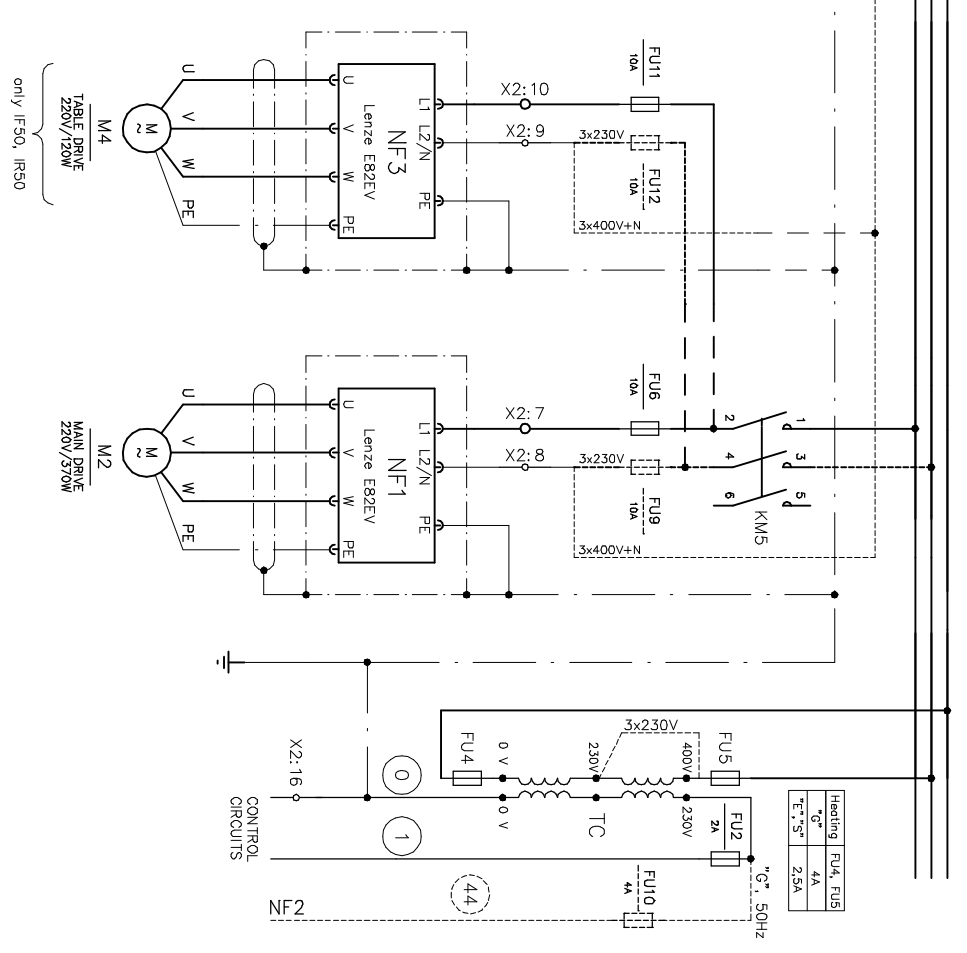 FU11
10A
X2:10
X2:9
3x230V
FU12
10A
3x400V+N
U
V
W
PE
U
V
W
PE
L1
L2/N
PE
NF3
Lenze E82EV
M
~
M4
TABLE DRIVE
220V/120W
only IF50, IR50
FU6
10A
X2:7
X2:8
3x230V
FU9
10A
3x400V+N
1
2
3
4
5
6
KM5
U
V
W
PE
U
V
W
PE
L1
L2/N
PE
NF1
Lenze E82EV
M
~
M2
MAIN DRIVE
220V/370W
3x230V
FU4
0 V
230V
400V
FU5
0 V
TC
230V
FU2
2A
X2:16
0
1
CONTROL
CIRCUITS
44
NF2
FU10
4A
"G", 50Hz
Heating FU4, FU5
"G" 4A
"E","S" 2,5A